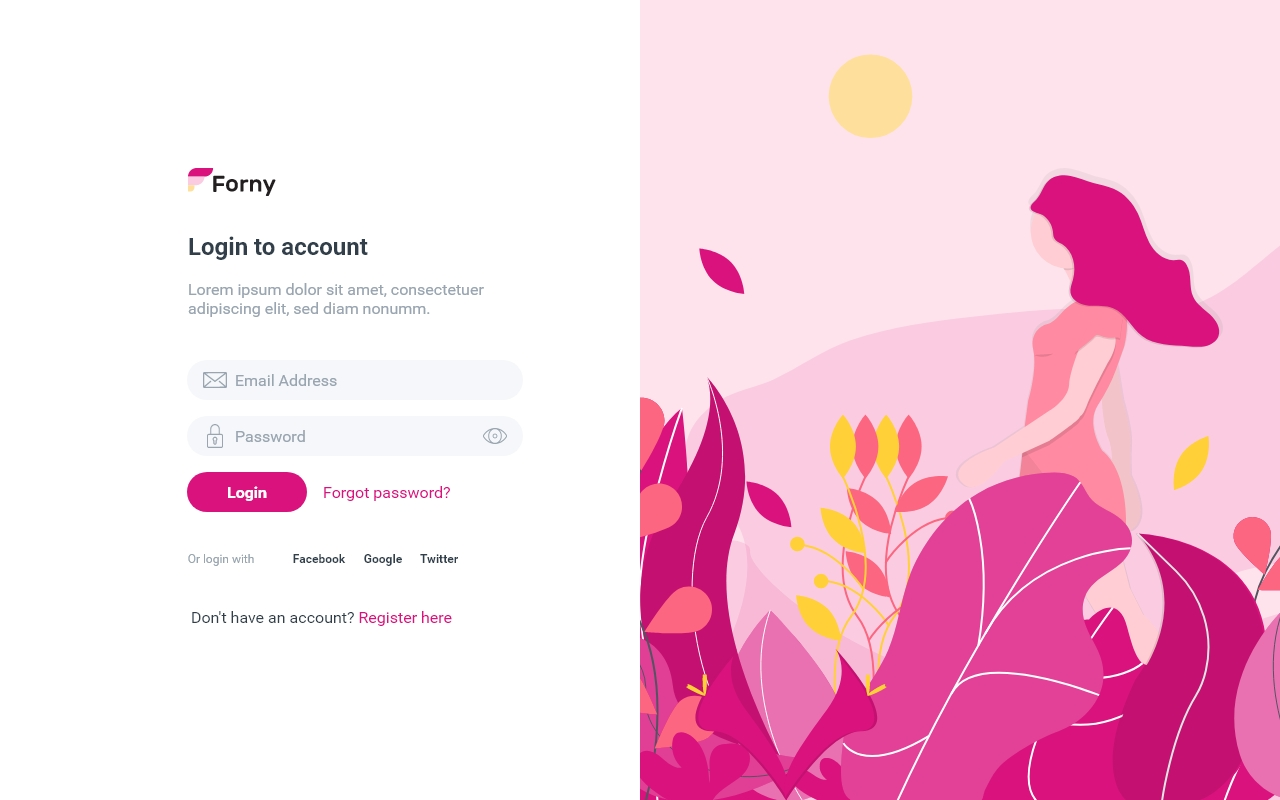 Forny
Login to account
Lorem ipsum dolor sit amet, consectetuer
adipiscing elit, sed diam nonumm.
Email Address
Password
Login Forgot password?
Or login with Facebook Google Twitter
Don't have an account? Register here